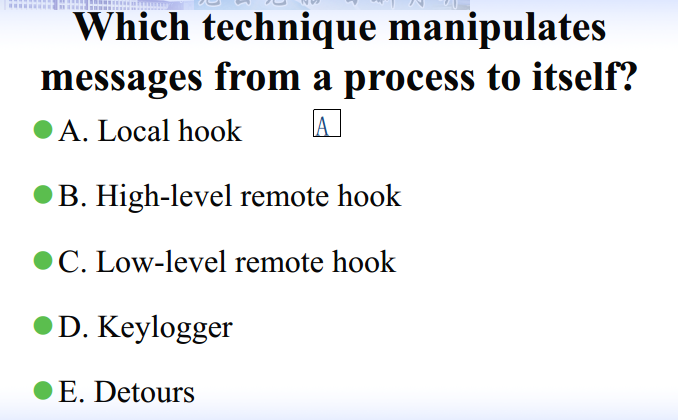 Which technique manipulates
messages from a process to itself?
A. Local hook
A
B. High-level remote hook
C. Low-level remote hook
D. Keylogger
E. Detours